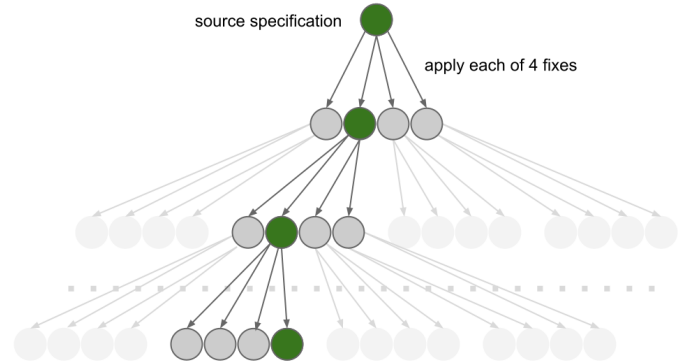 source specification
apply each of 4 fixes